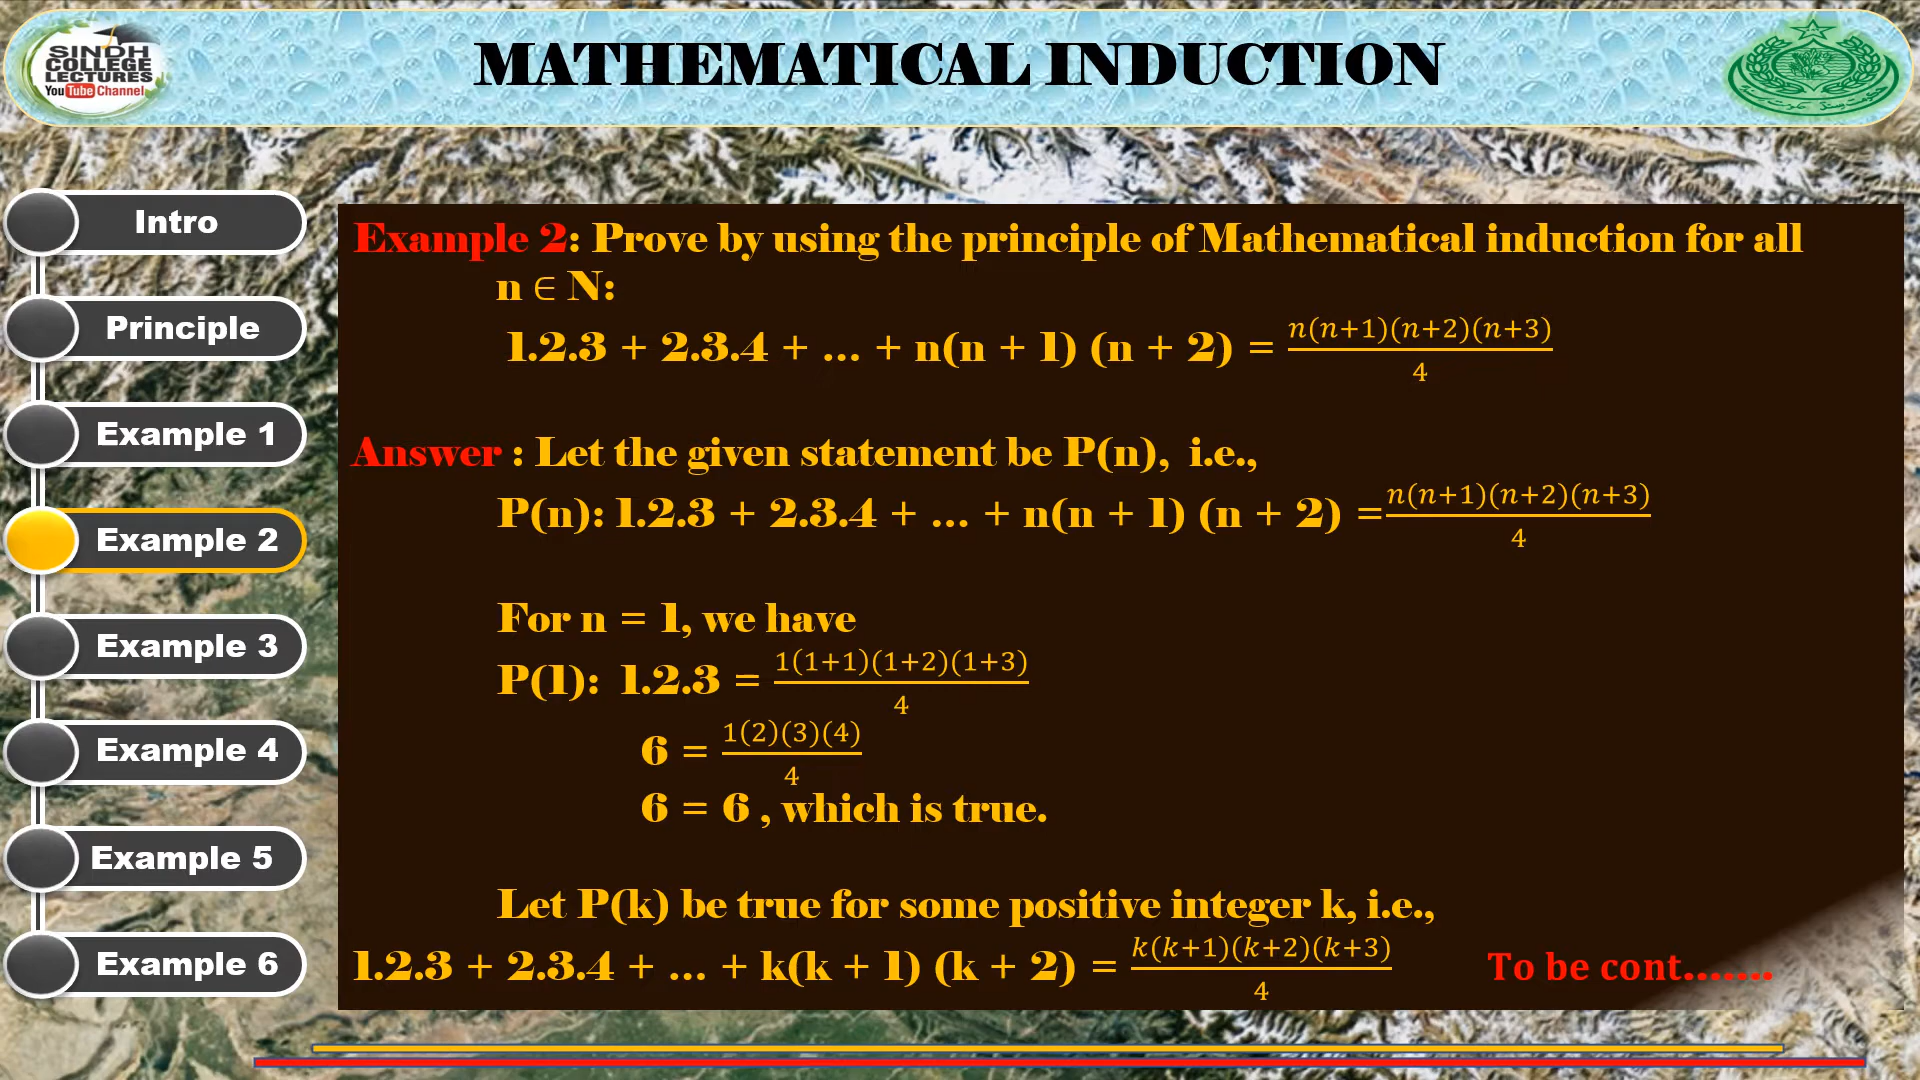 SINDH
COLLEGE
LECTURES
YouTube Channel
MATHEMATICAL INDUCTION
Intro
Principle
Example 1
Example 2
Example 3
Example 4
Example 5
Example 6
Example 2: Prove by using the principle of Mathematical induction for all
n ∈ N:
1.2.3 + 2.3.4 + … + n(n + 1) (n + 2) = n(n+1)(n+2)(n+3)/4
Answer : Let the given statement be P(n), i.e.,
P(n): 1.2.3 + 2.3.4 + … + n(n + 1) (n + 2) = n(n+1)(n+2)(n+3)/4
For n = 1, we have
P(1): 1.2.3 = 1(1+1)(1+2)(1+3)/4
6 = 1(2)(3)(4)/4
6 = 6 , which is true.
Let P(k) be true for some positive integer k, i.e.,
1.2.3 + 2.3.4 + … + k(k + 1) (k + 2) = k(k+1)(k+2)(k+3)/4 To be cont…….